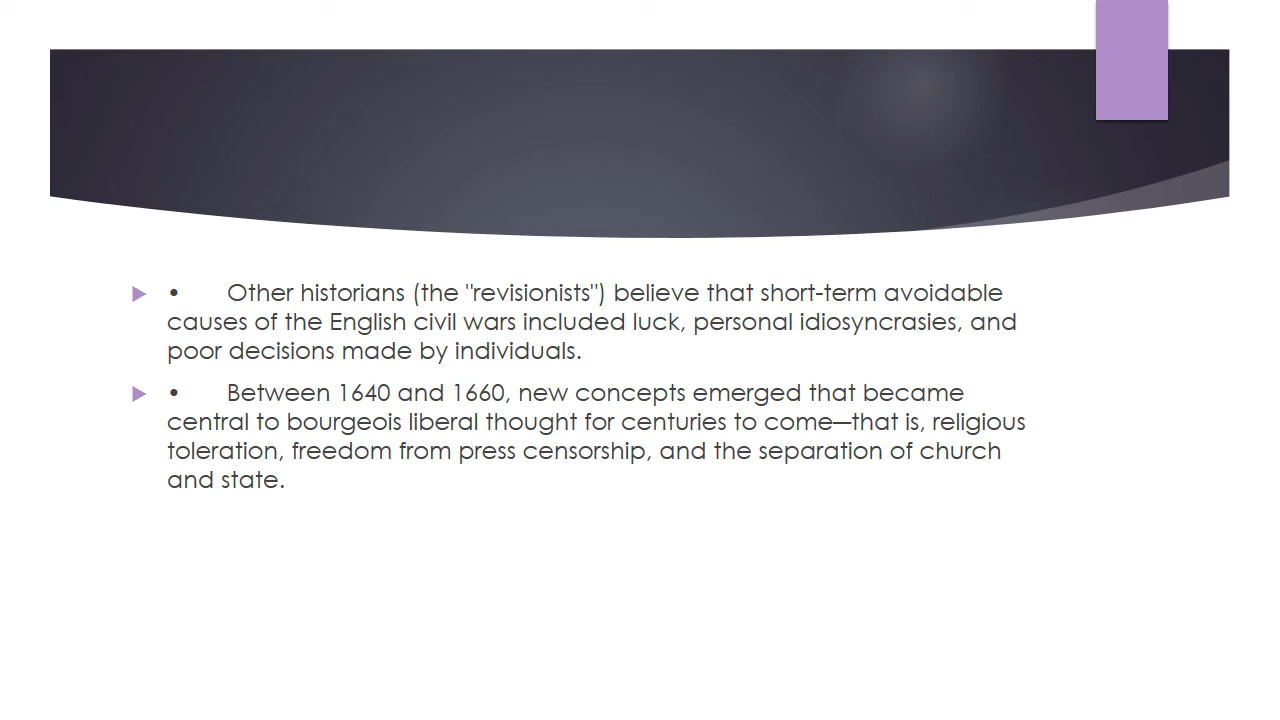 • Other historians (the "revisionists") believe that short-term avoidable
causes of the English civil wars included luck, personal idiosyncrasies, and
poor decisions made by individuals.
• Between 1640 and 1660, new concepts emerged that became
central to bourgeois liberal thought for centuries to come—that is, religious
toleration, freedom from press censorship, and the separation of church
and state.